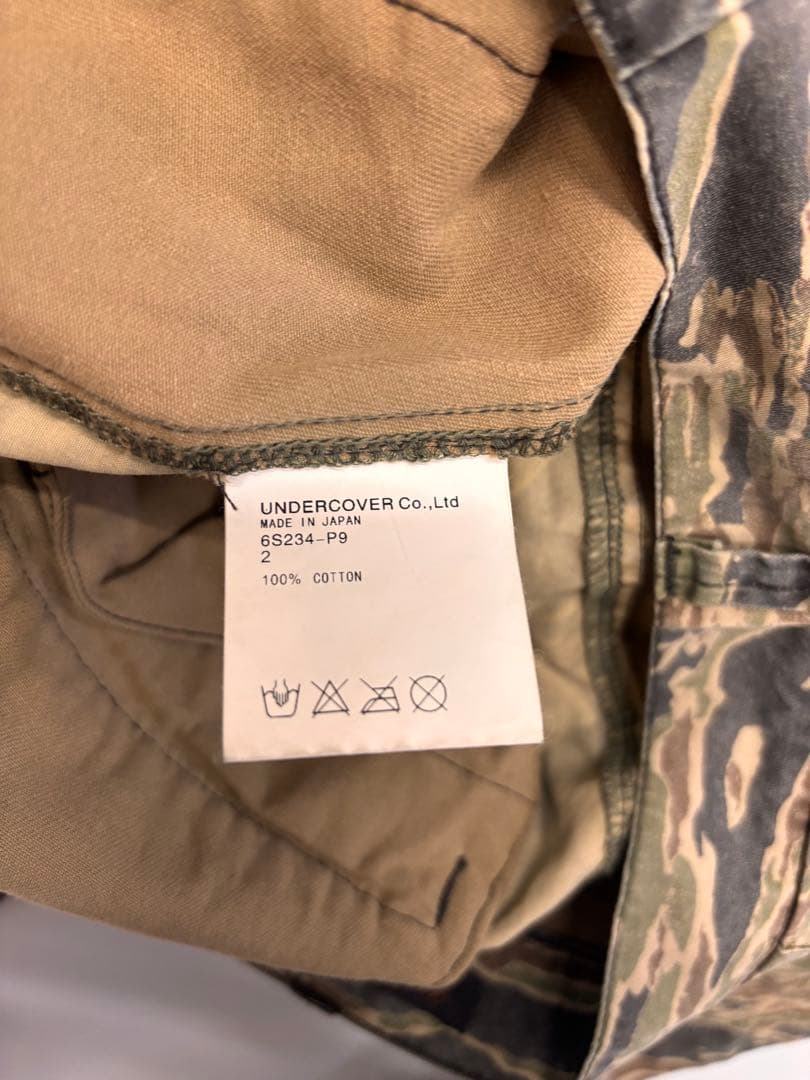 UNDERCOVER Co.,Ltd
MADE IN JAPAN
6S234-P9
2
100% COTTON